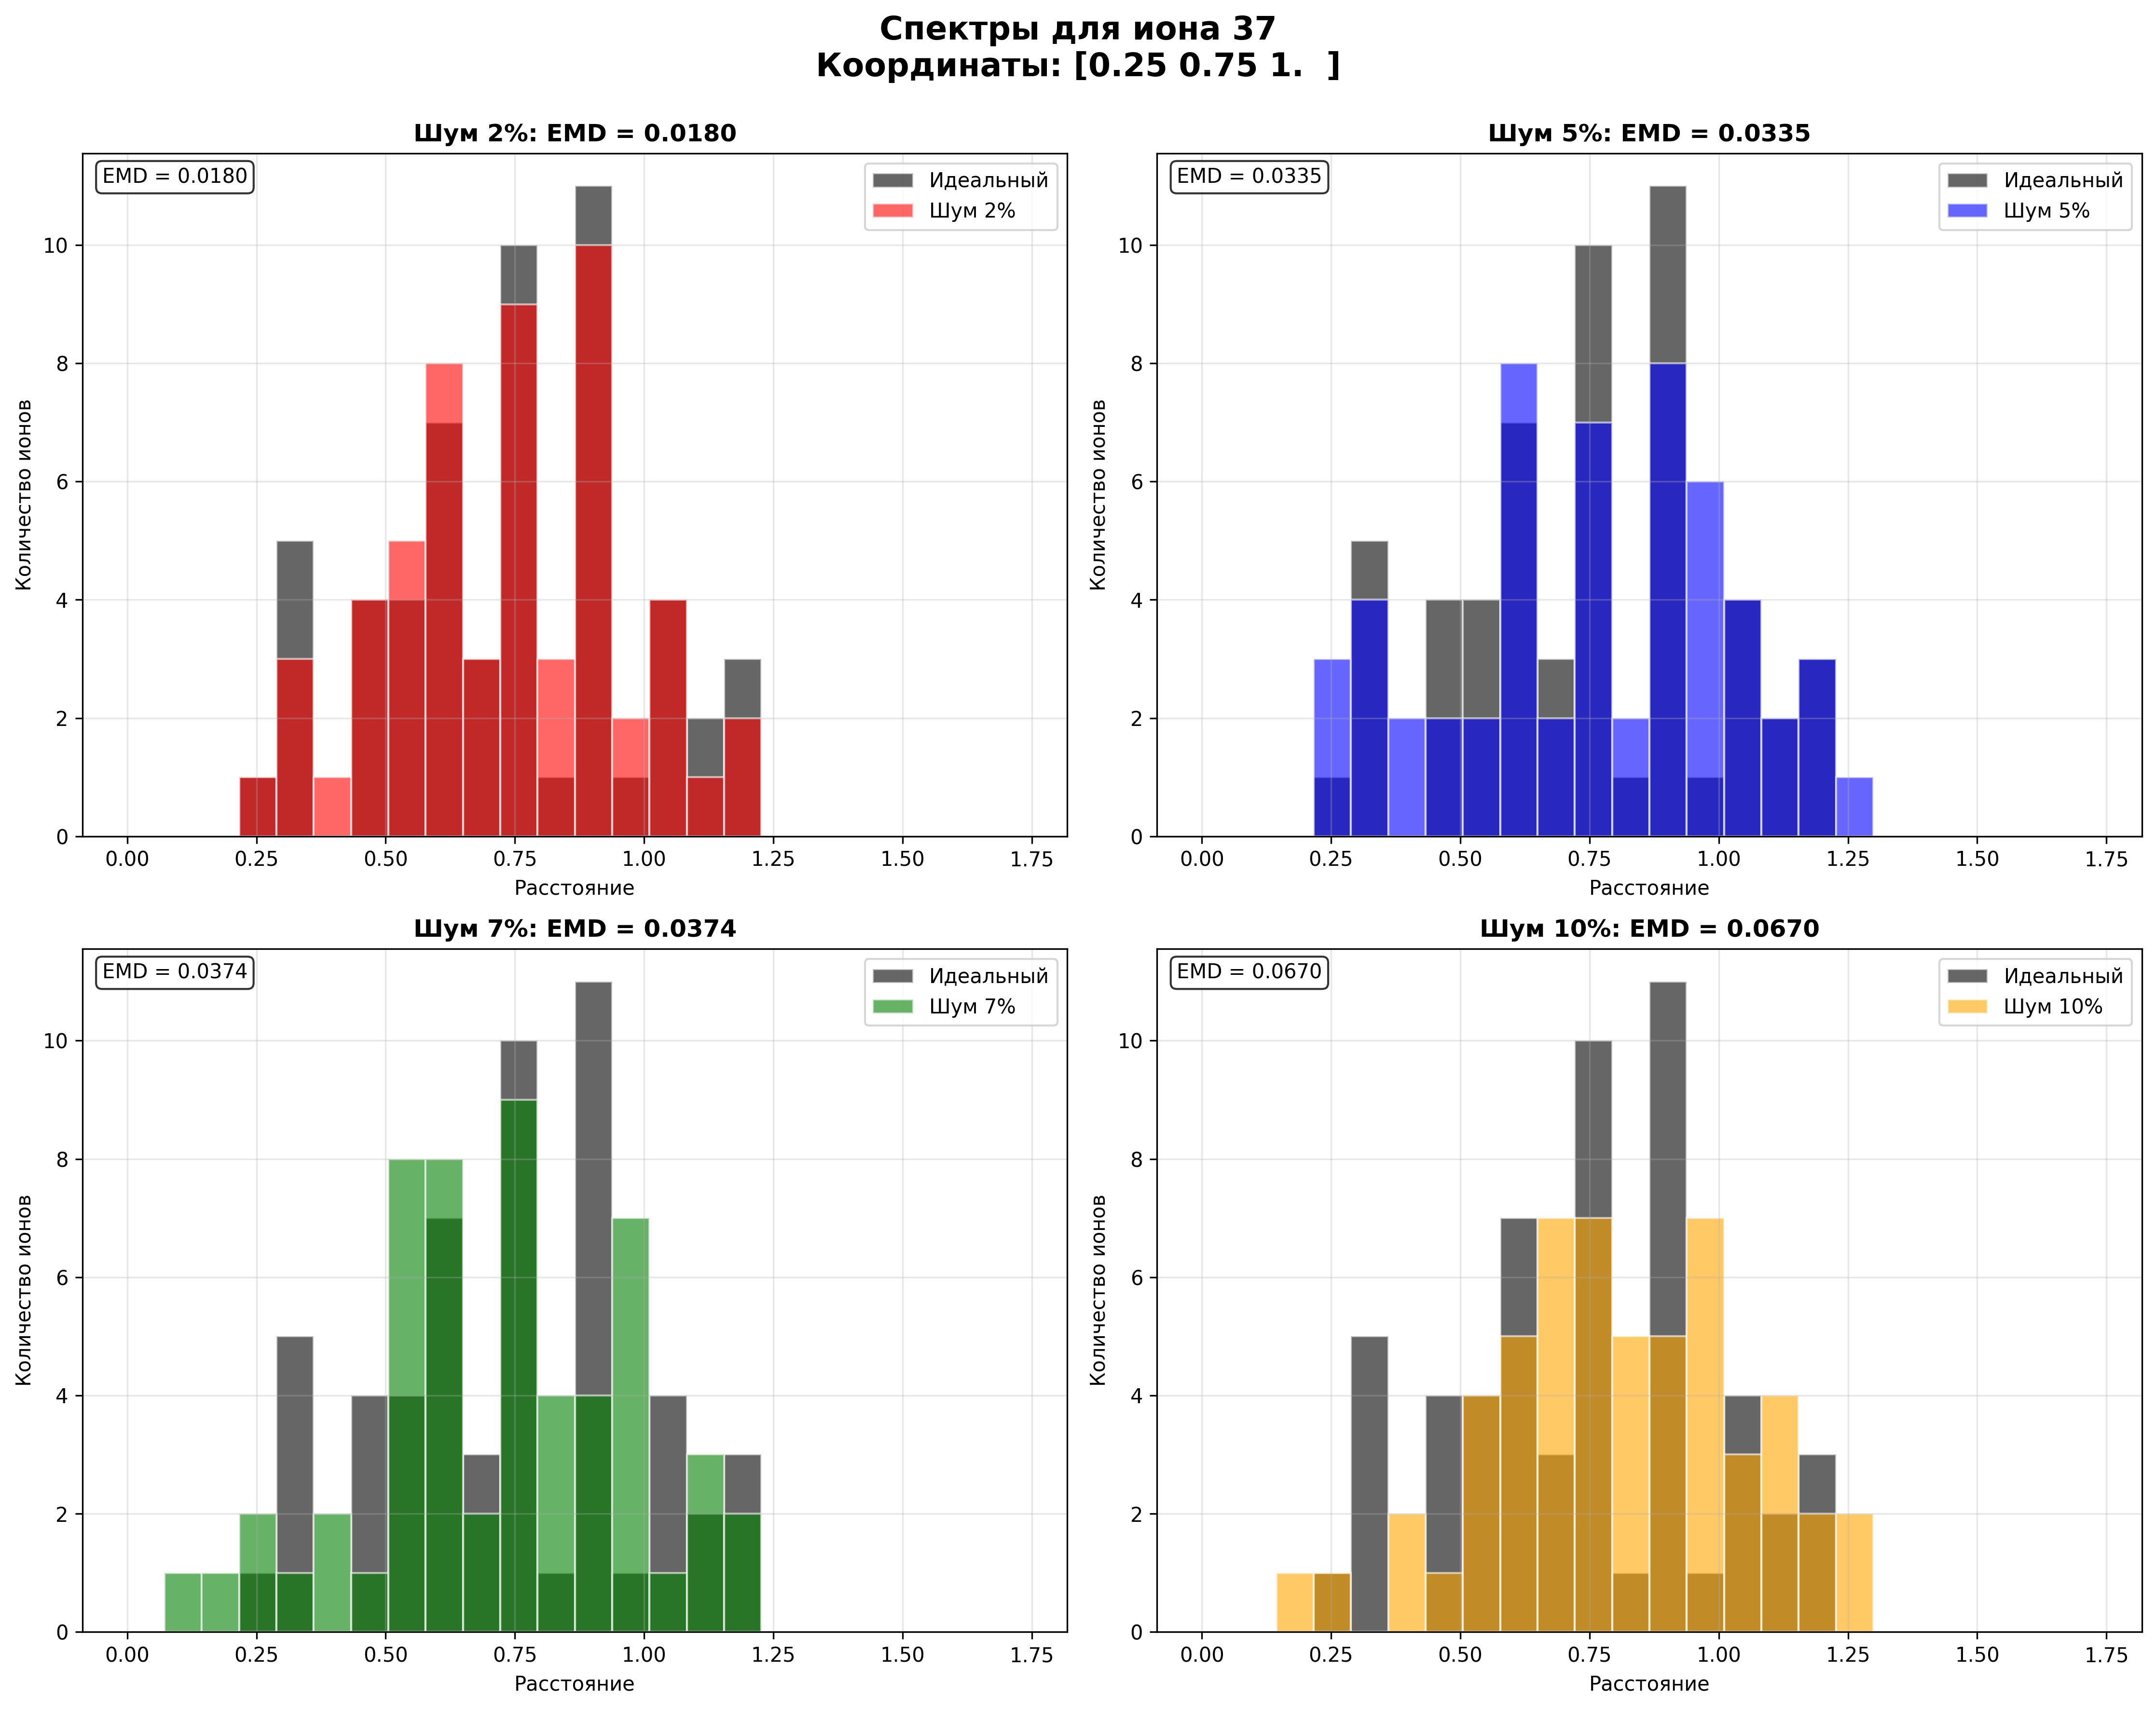 Спектры для иона 37
Координаты: [0.25 0.75 1.  ]
Шум 2%: EMD = 0.0180
EMD = 0.0180
Идеальный
Шум 2%
Количество ионов
10
8
6
4
2
0
0.00 0.25 0.50 0.75 1.00 1.25 1.50 1.75
Расстояние
Шум 5%: EMD = 0.0335
EMD = 0.0335
Идеальный
Шум 5%
Количество ионов
10
8
6
4
2
0
0.00 0.25 0.50 0.75 1.00 1.25 1.50 1.75
Расстояние
Шум 7%: EMD = 0.0374
EMD = 0.0374
Идеальный
Шум 7%
Количество ионов
10
8
6
4
2
0
0.00 0.25 0.50 0.75 1.00 1.25 1.50 1.75
Расстояние
Шум 10%: EMD = 0.0670
EMD = 0.0670
Идеальный
Шум 10%
Количество ионов
10
8
6
4
2
0
0.00 0.25 0.50 0.75 1.00 1.25 1.50 1.75
Расстояние